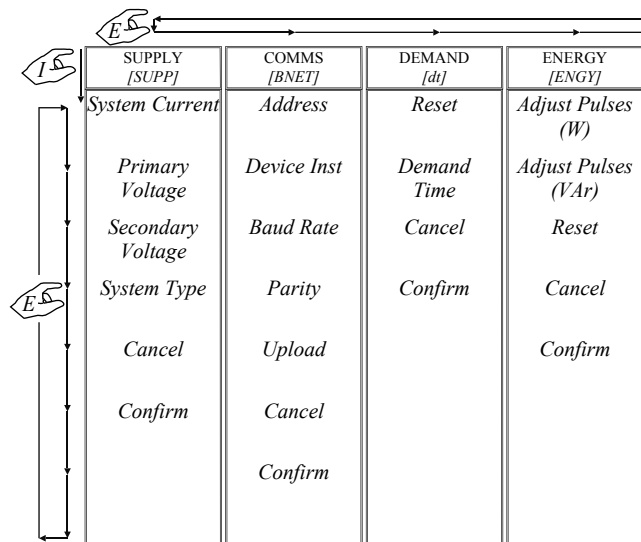 E
I
SUPPLY
[SUPP]
COMMS
[BNET]
DEMAND
[dt]
ENERGY
[ENGY]
System Current
Address
Reset
Adjust Pulses
(W)
Primary
Voltage
Device Inst
Demand
Time
Adjust Pulses
(VAr)
Secondary
Voltage
Baud Rate
Cancel
Reset
E
System Type
Parity
Confirm
Cancel
Cancel
Upload
Confirm
Confirm
Cancel
Confirm